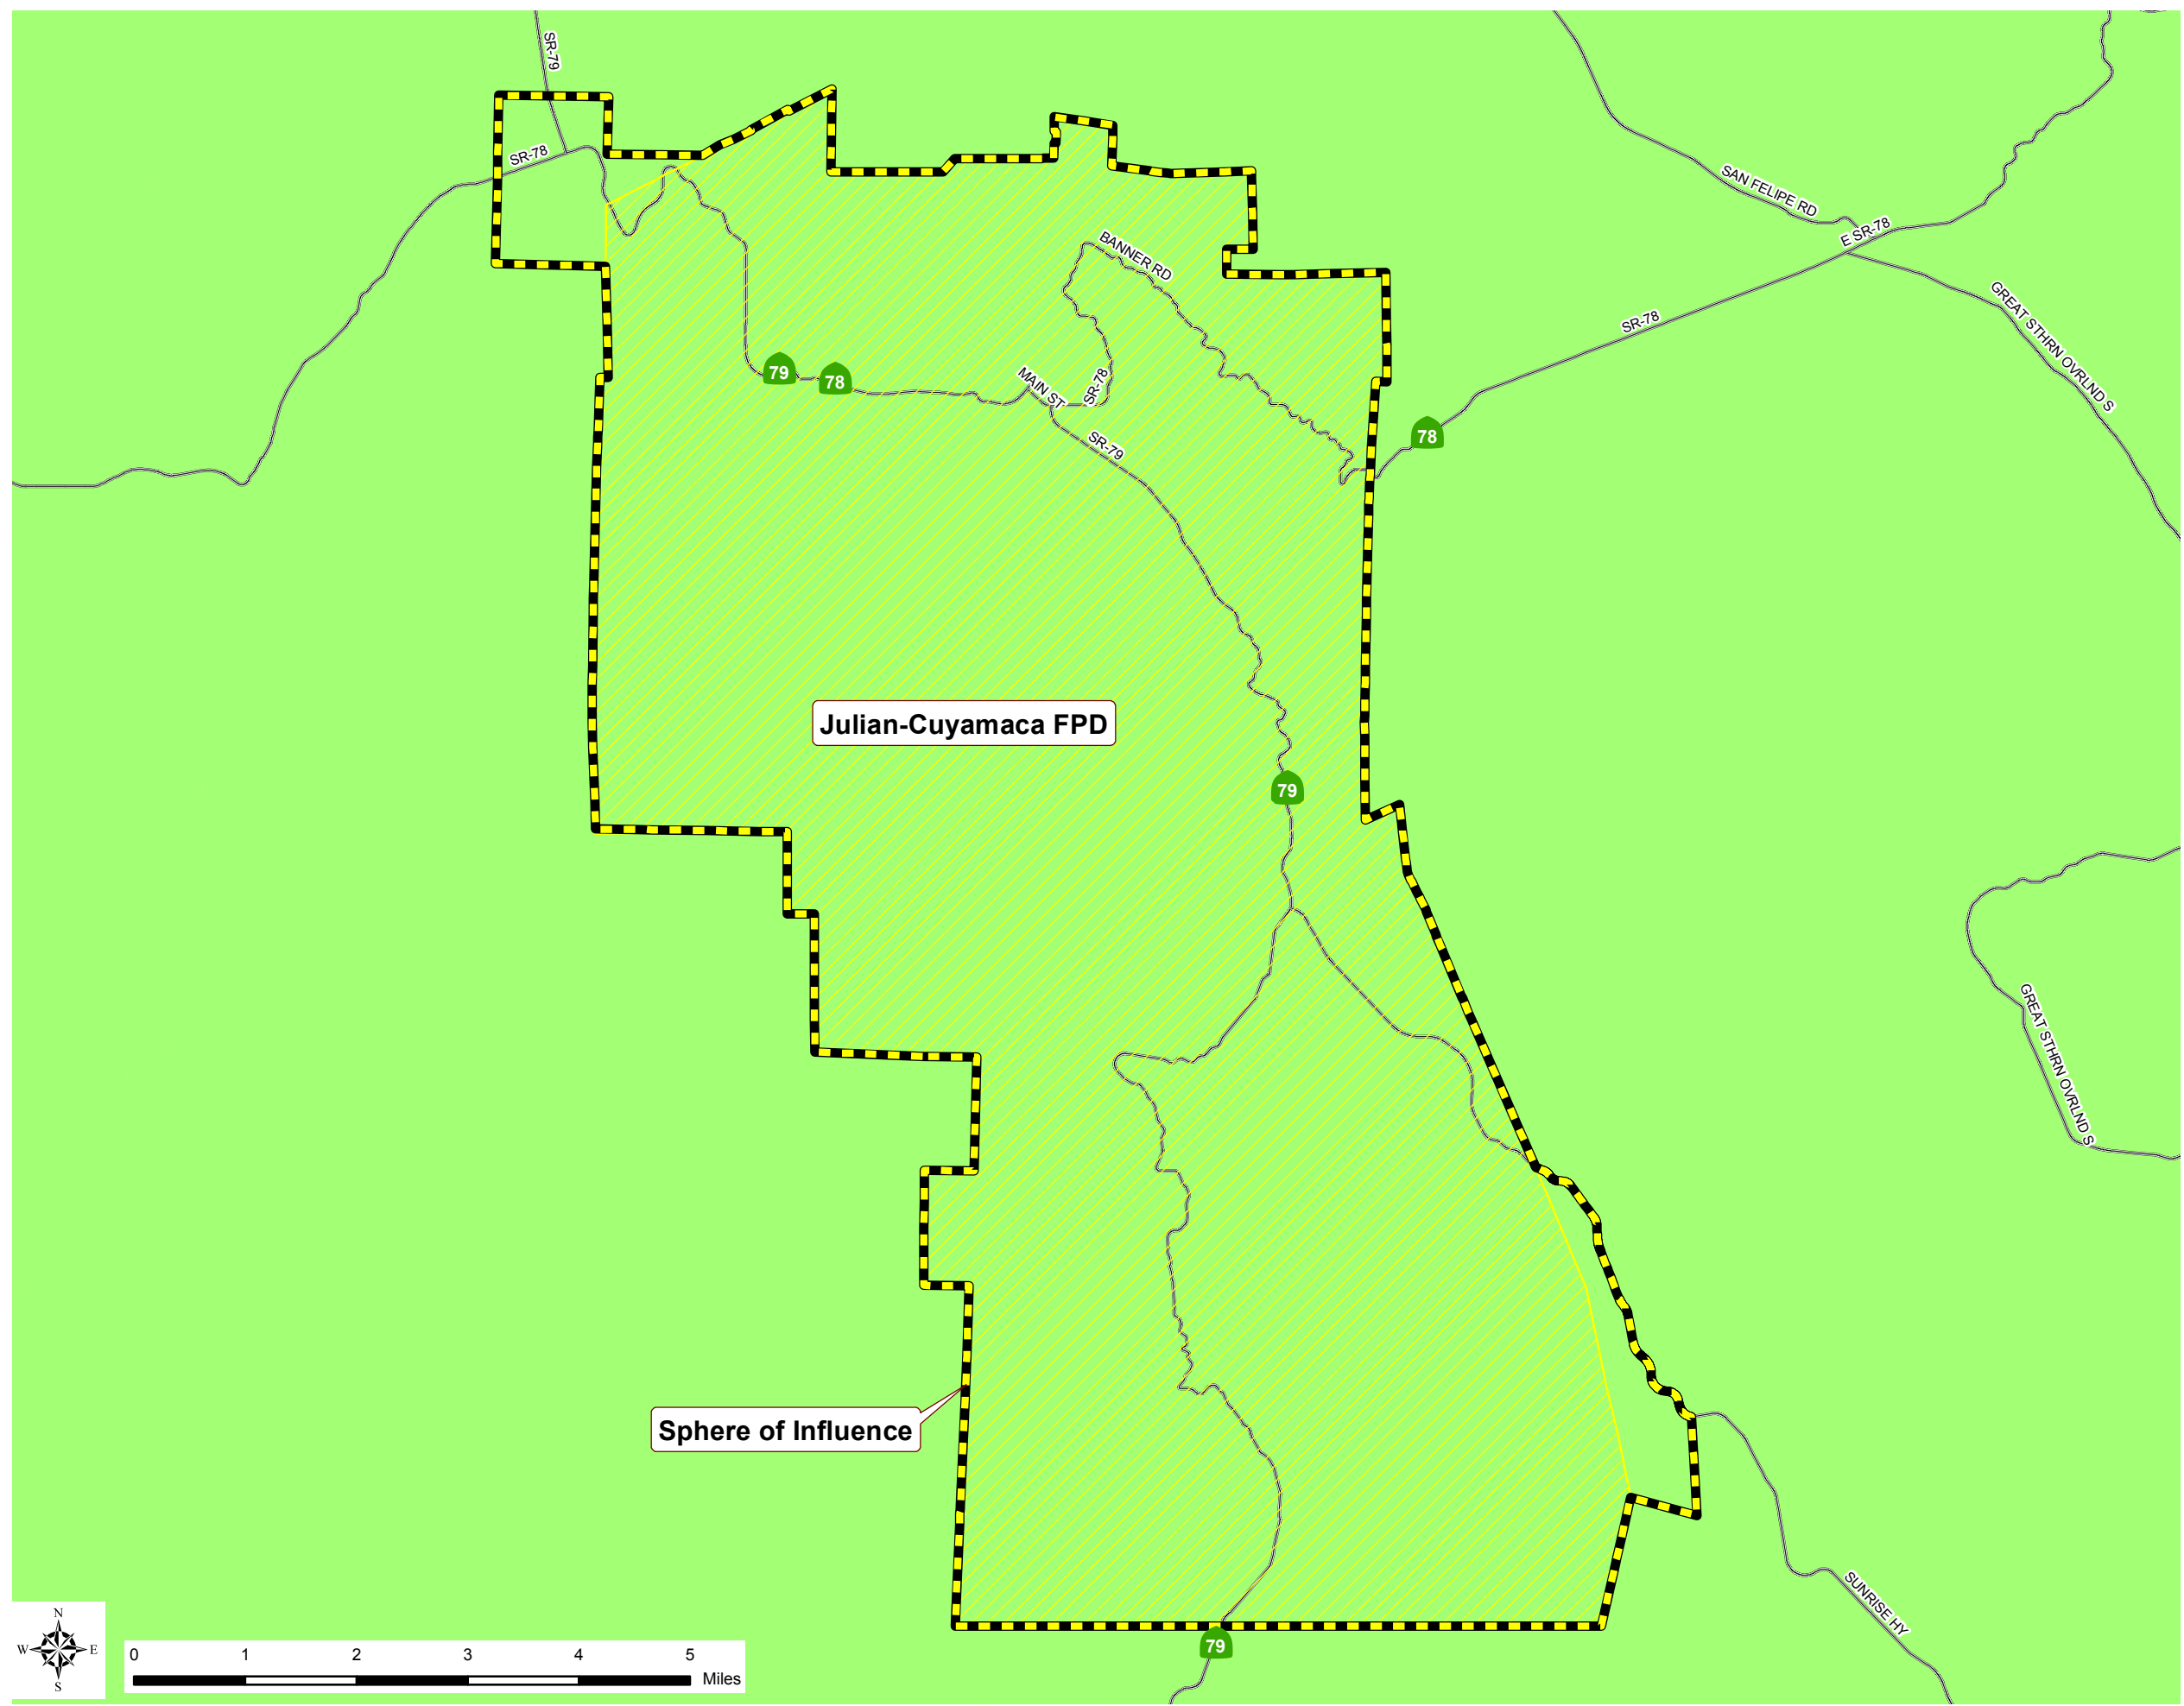 SR-79
SR-78
SAN FELIPE RD
E SR-78
BANNER RD
GREAT STHRN OVRLND S
SR-78
79
78
MAIN ST
SR-78
78
SR-79
Julian-Cuyamaca FPD
79
GREAT STHRN OVRLND S
Sphere of Influence
SUNRISE HY
79
N
W E
S
0 1 2 3 4 5
Miles